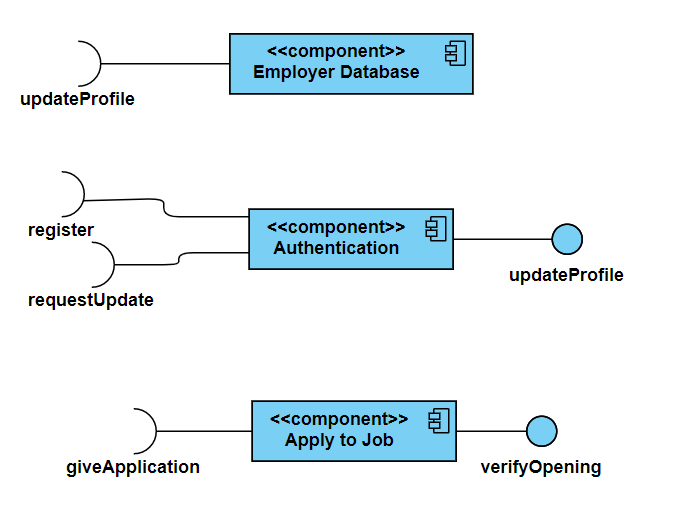 <<component>>
Employer Database
updateProfile
register
<<component>>
Authentication
updateProfile
requestUpdate
<<component>>
Apply to Job
giveApplication
verifyOpening